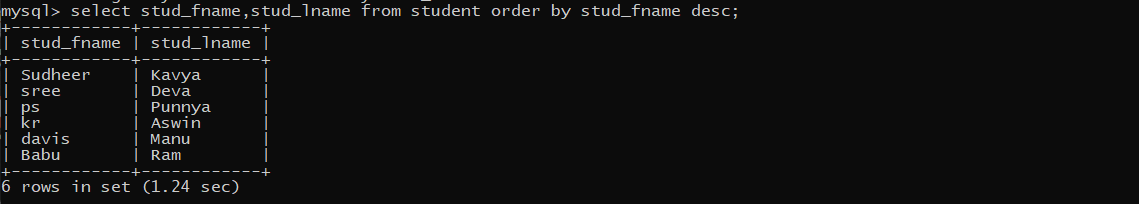 mysql> select stud_fname,stud_lname from student order by stud_fname desc;
+------------+------------+
| stud_fname | stud_lname |
+------------+------------+
| Sudheer    | Kavya      |
| sree       | Deva       |
| ps         | Punnya     |
| kr         | Aswin      |
| davis      | Manu       |
| Babu       | Ram        |
+------------+------------+
6 rows in set (1.24 sec)